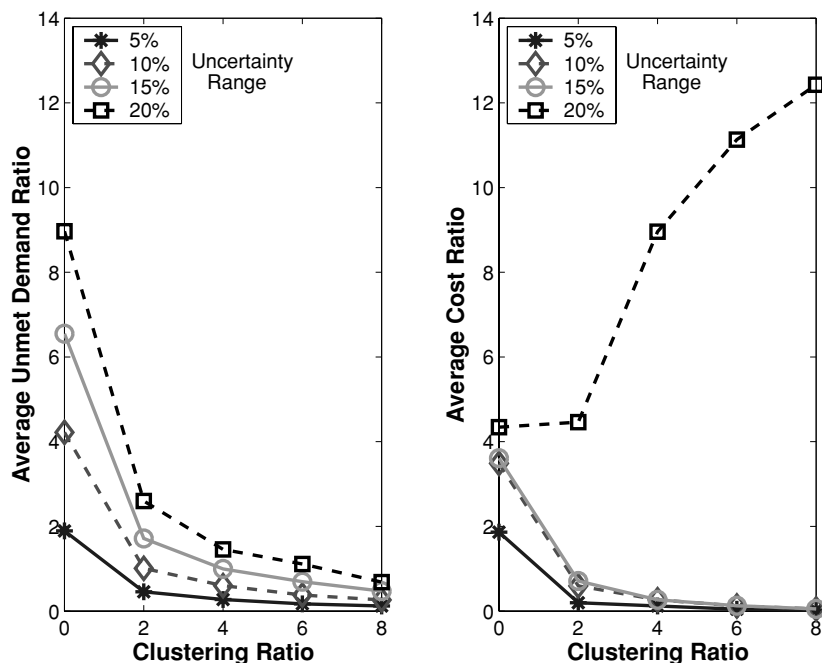 14
12
10
8
6
4
2
0
Average Unmet Demand Ratio
5%
10%
15%
20%
Uncertainty
Range
0 2 4 6 8
Clustering Ratio
14
12
10
8
6
4
2
0
Average Cost Ratio
5%
10%
15%
20%
Uncertainty
Range
0 2 4 6 8
Clustering Ratio